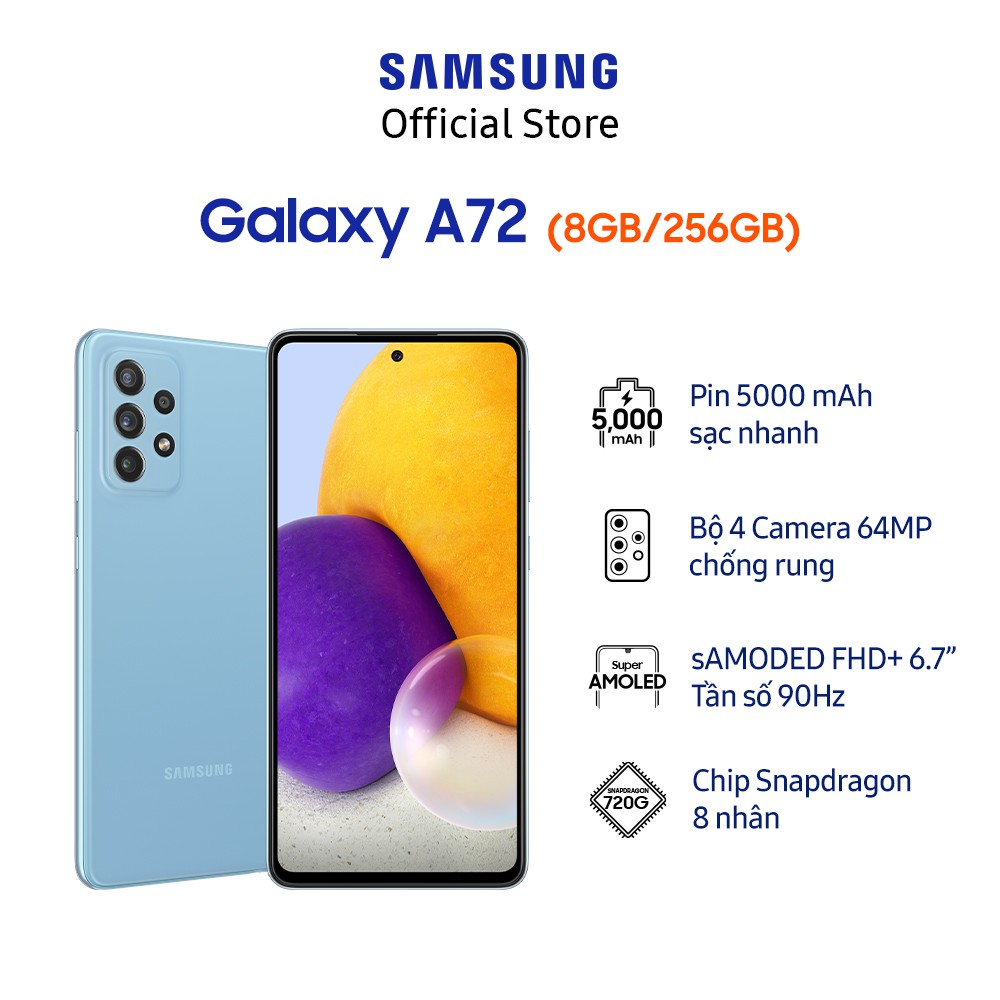 SAMSUNG
Official Store
Galaxy A72 (8GB/256GB)
5,000
mAh
Pin 5000 mAh
sạc nhanh
Bộ 4 Camera 64MP
chống rung
Super
AMOLED
sAMODED FHD+ 6.7”
Tần số 90Hz
SNAPDRAGON
720G
Chip Snapdragon
8 nhân
SAMSUNG